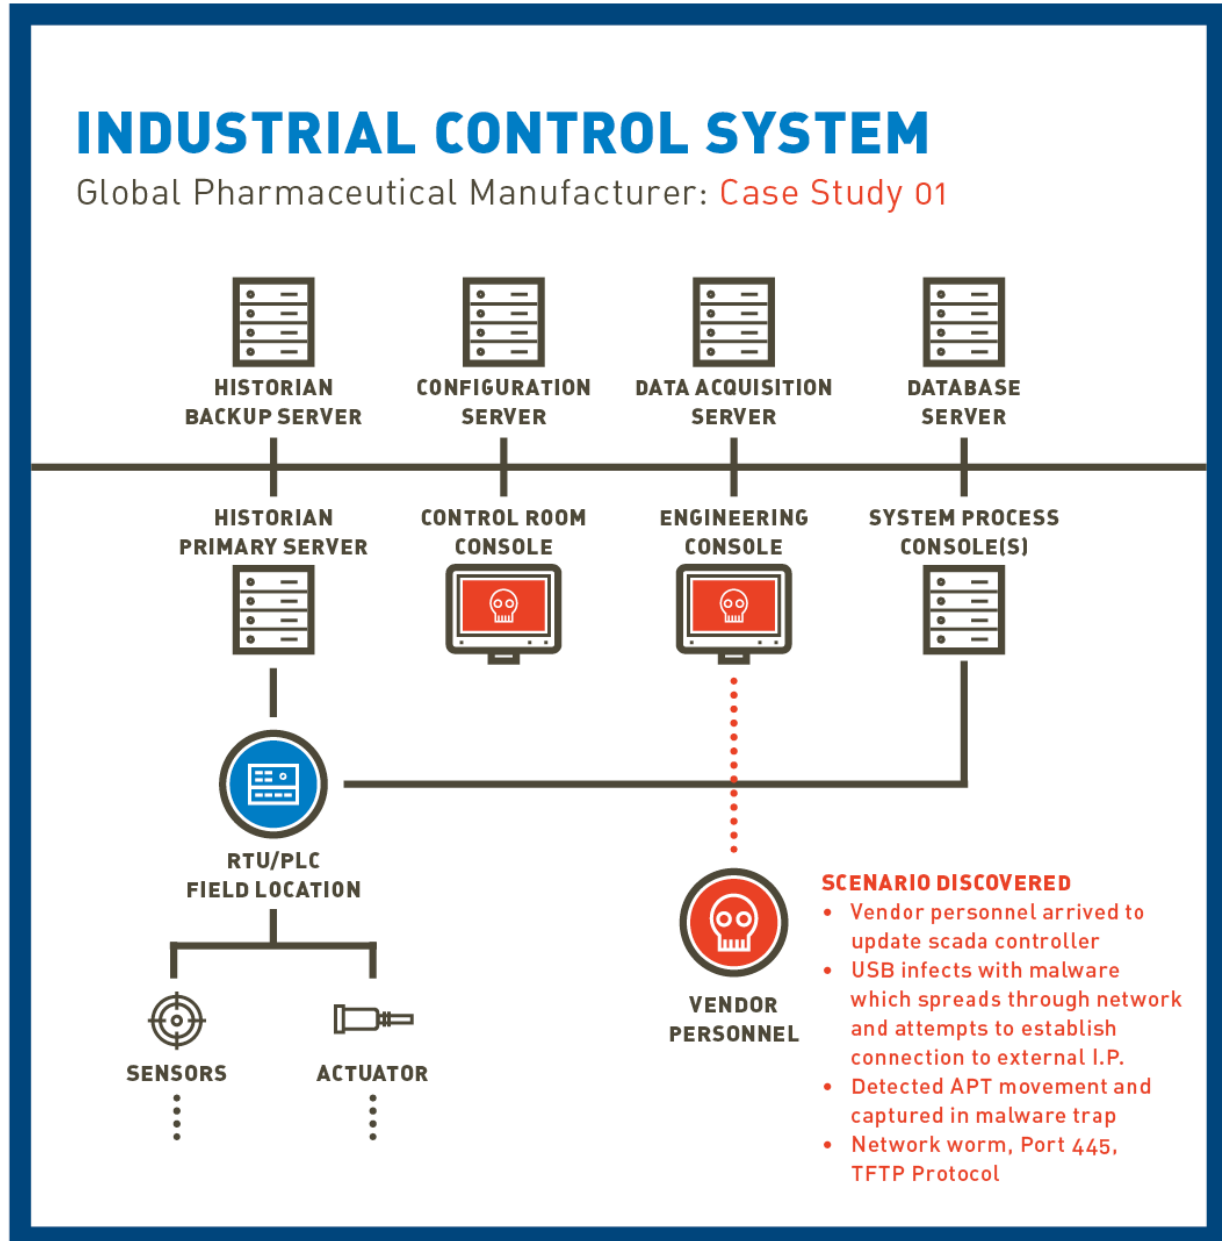 INDUSTRIAL CONTROL SYSTEM
Global Pharmaceutical Manufacturer: Case Study 01
HISTORIAN
BACKUP SERVER
CONFIGURATION
SERVER
DATA ACQUISITION
SERVER
DATABASE
SERVER
HISTORIAN
PRIMARY SERVER
CONTROL ROOM
CONSOLE
ENGINEERING
CONSOLE
SYSTEM PROCESS
CONSOLE(S)
RTU/PLC
FIELD LOCATION
SENSORS
ACTUATOR
VENDOR
PERSONNEL
SCENARIO DISCOVERED
• Vendor personnel arrived to
update scada controller
• USB infects with malware
which spreads through network
and attempts to establish
connection to external I.P.
• Detected APT movement and
captured in malware trap
• Network worm, Port 445,
TFTP Protocol